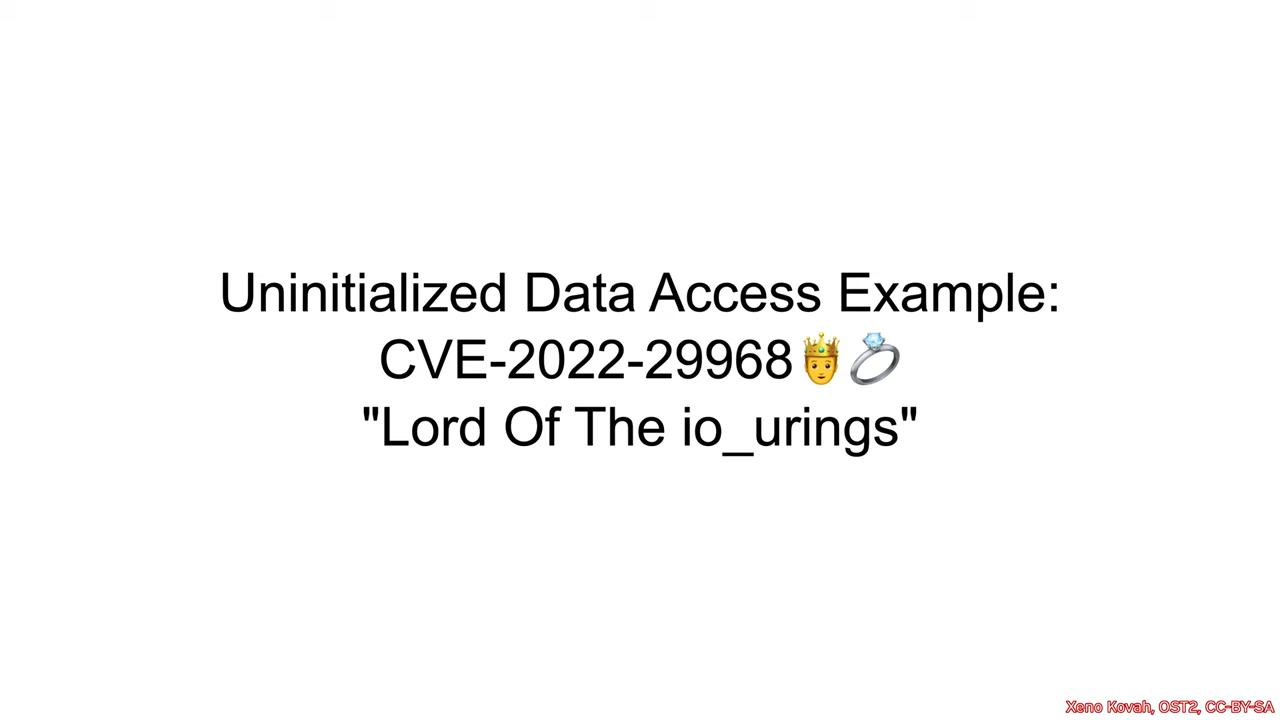 Uninitialized Data Access Example:
CVE-2022-29968🤴💍
"Lord Of The io_urings"
Xeno Kovah, OST2, CC-BY-SA